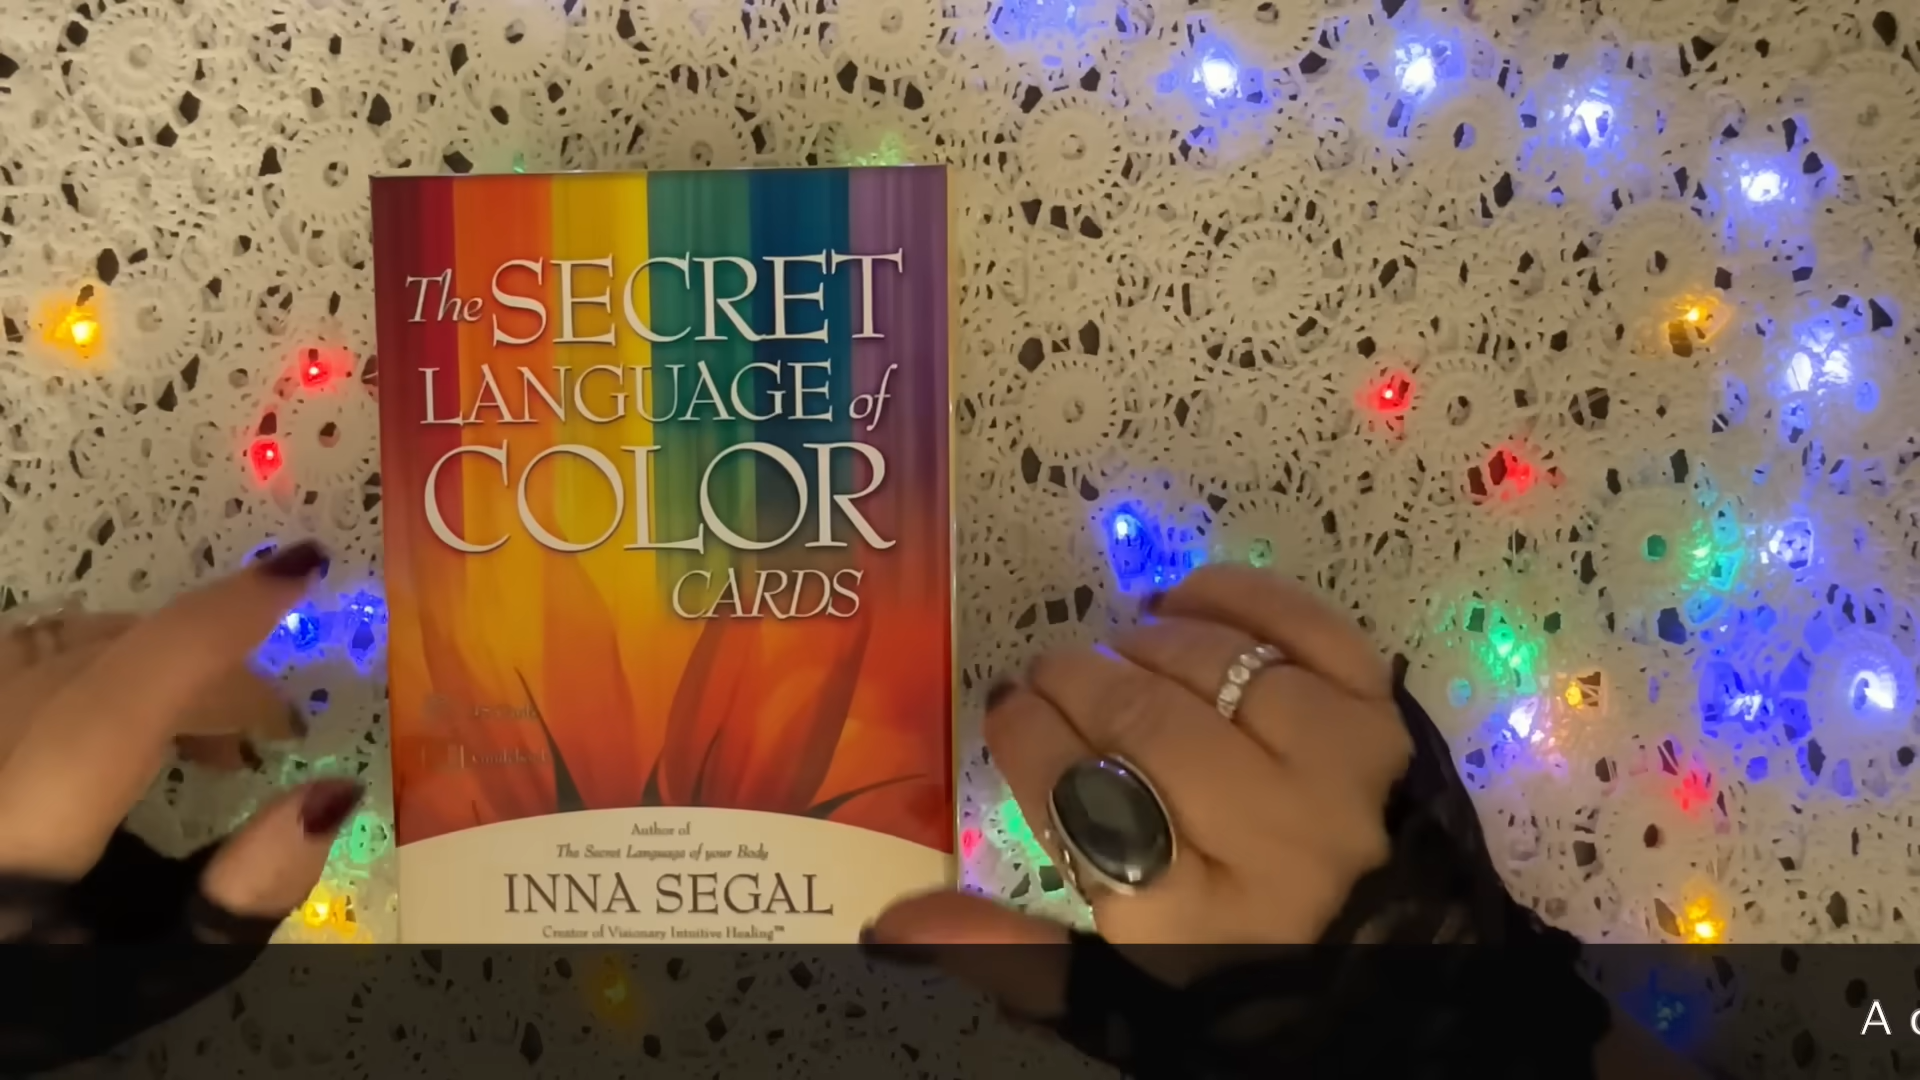 The SECRET
LANGUAGE of
COLOR
CARDS
Author of
The Secret Language of your Body
INNA SEGAL
Creator of Visionary Intuitive Healing™
A